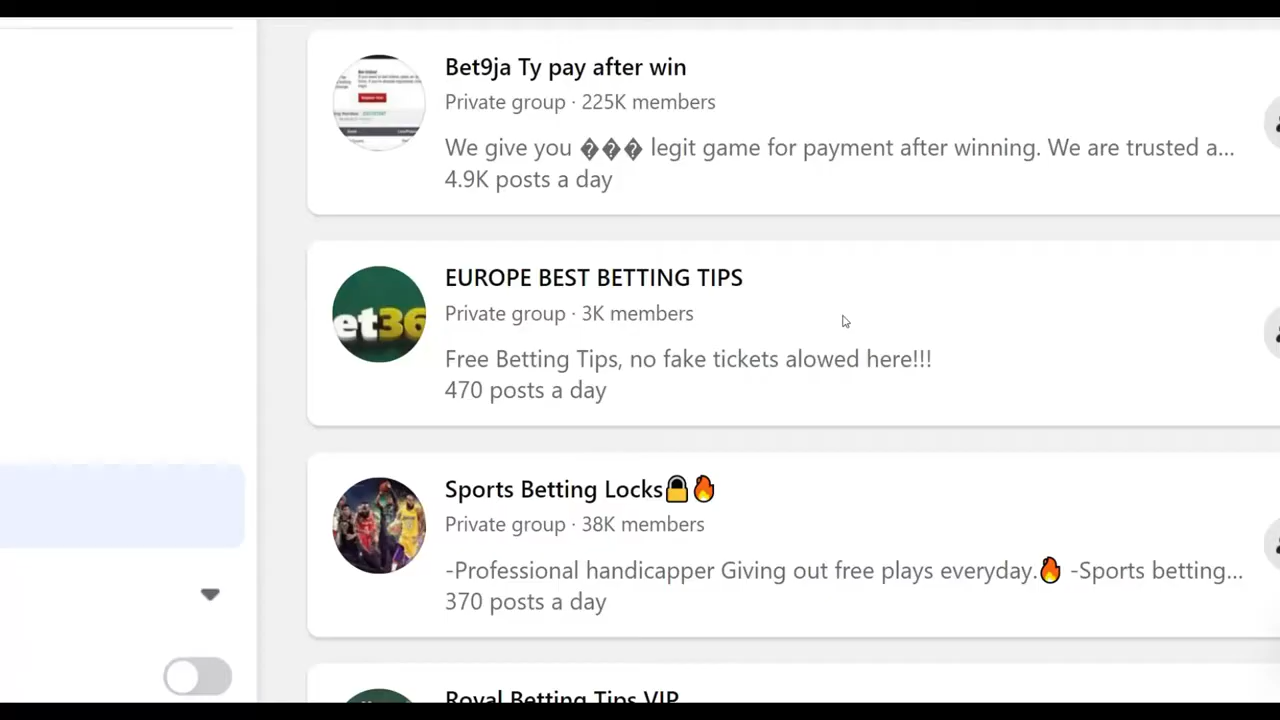 Bet9ja Ty pay after win
Private group · 225K members
We give you ��� legit game for payment after winning. We are trusted a...
4.9K posts a day
EUROPE BEST BETTING TIPS
Private group · 3K members
et36
Free Betting Tips, no fake tickets alowed here!!!
470 posts a day
Sports Betting Locks🔒🔥
Private group · 38K members
-Professional handicapper Giving out free plays everyday.🔥 -Sports betting...
370 posts a day
Royal Betting Tips VIP